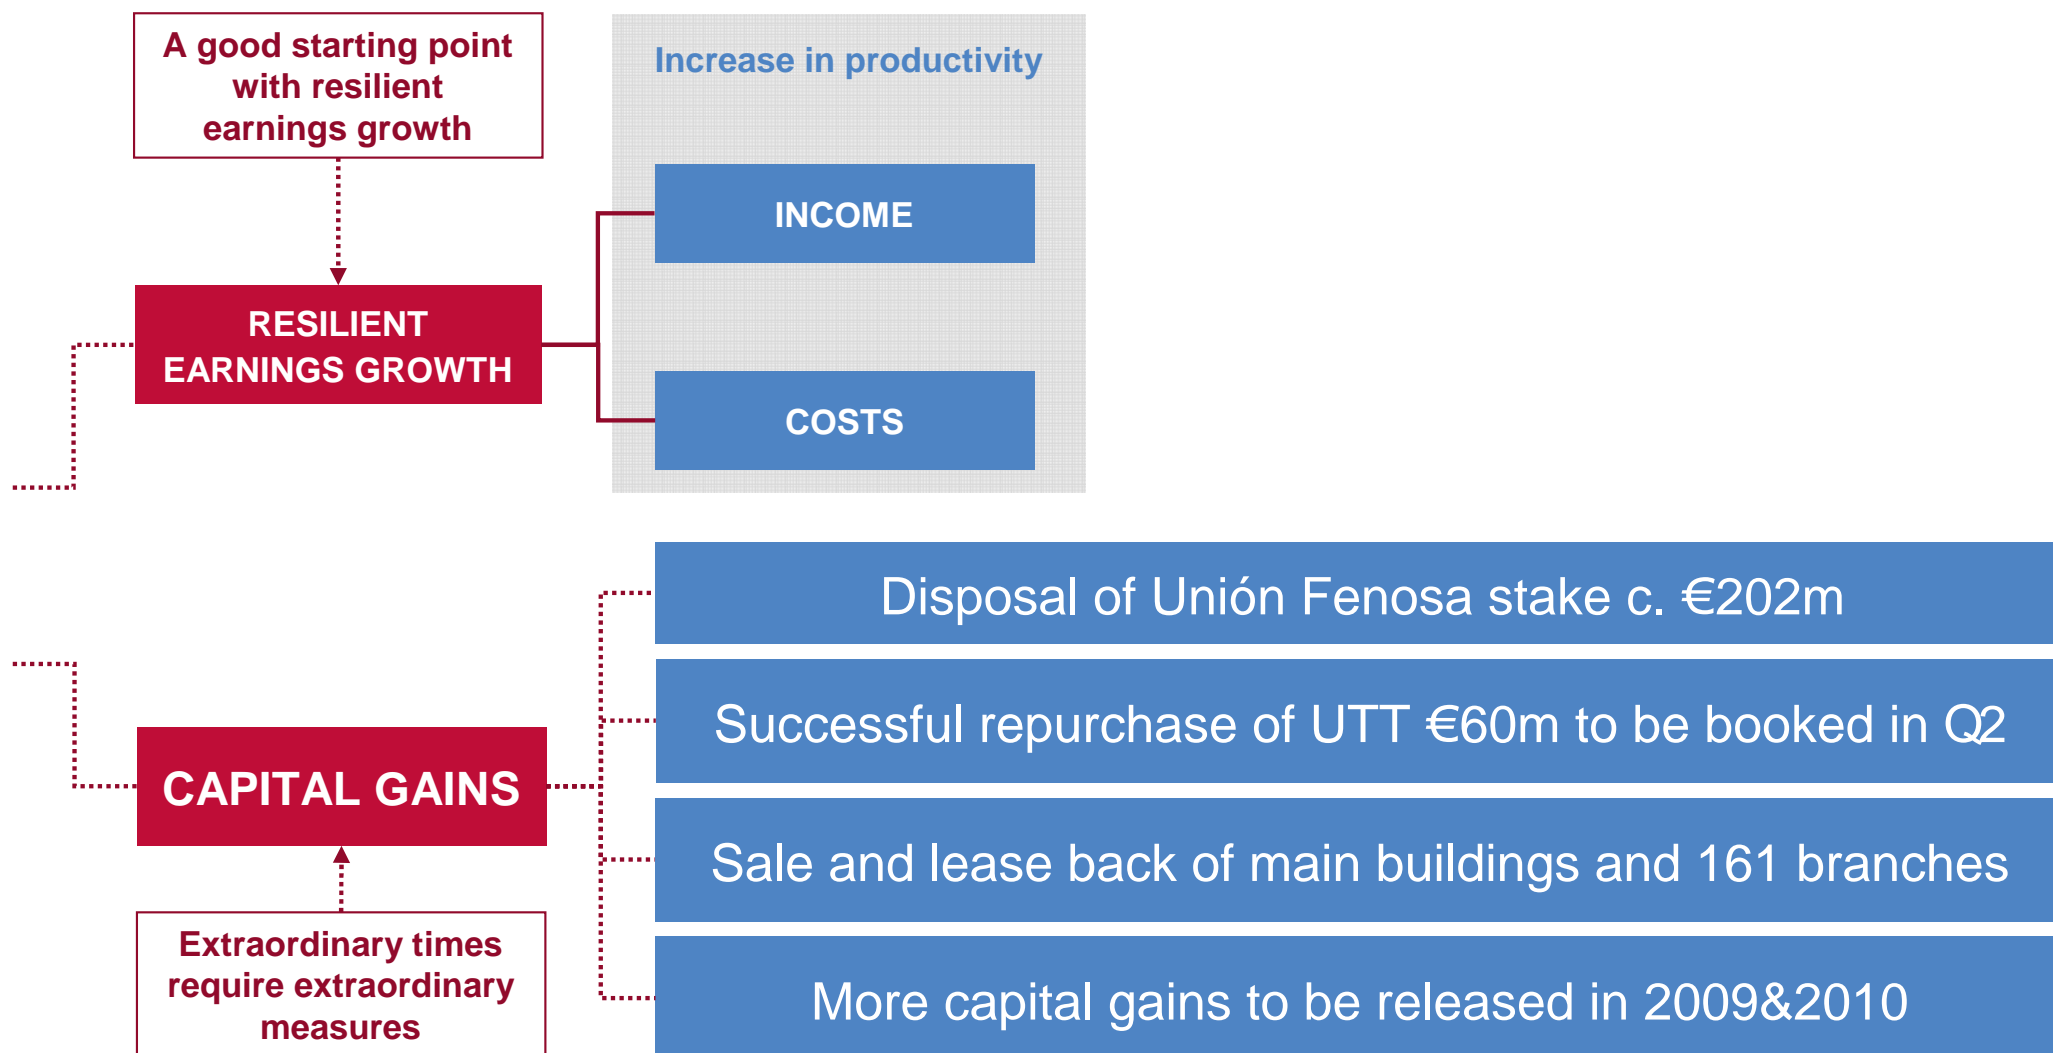 A good starting point
with resilient
earnings growth
Increase in productivity
INCOME
RESILIENT
EARNINGS GROWTH
COSTS
Disposal of Unión Fenosa stake c. €202m
Successful repurchase of UTT €60m to be booked in Q2
CAPITAL GAINS
Sale and lease back of main buildings and 161 branches
Extraordinary times
require extraordinary
measures
More capital gains to be released in 2009&2010